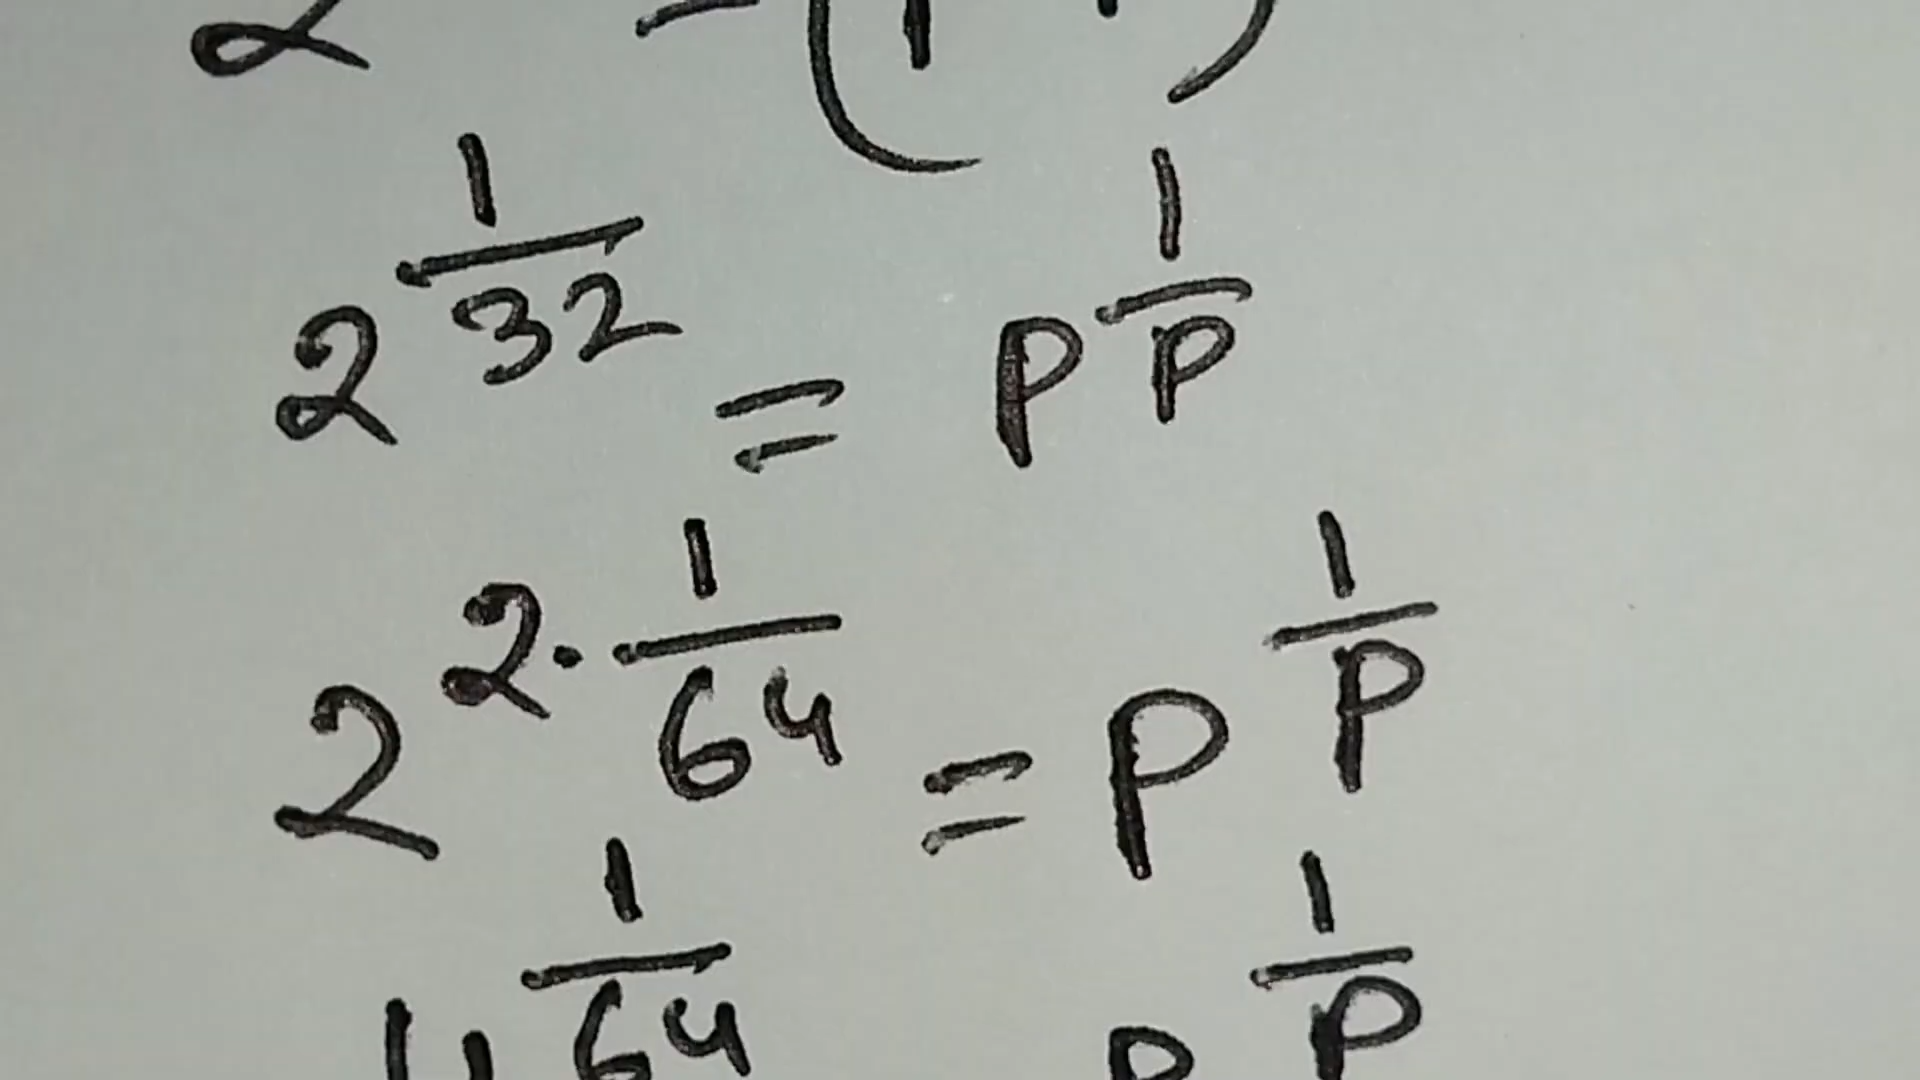 2^{1/32} = P^{1/P}
2^{2·1/64} = P^{1/P}
4^{1/64} P^{1/P}